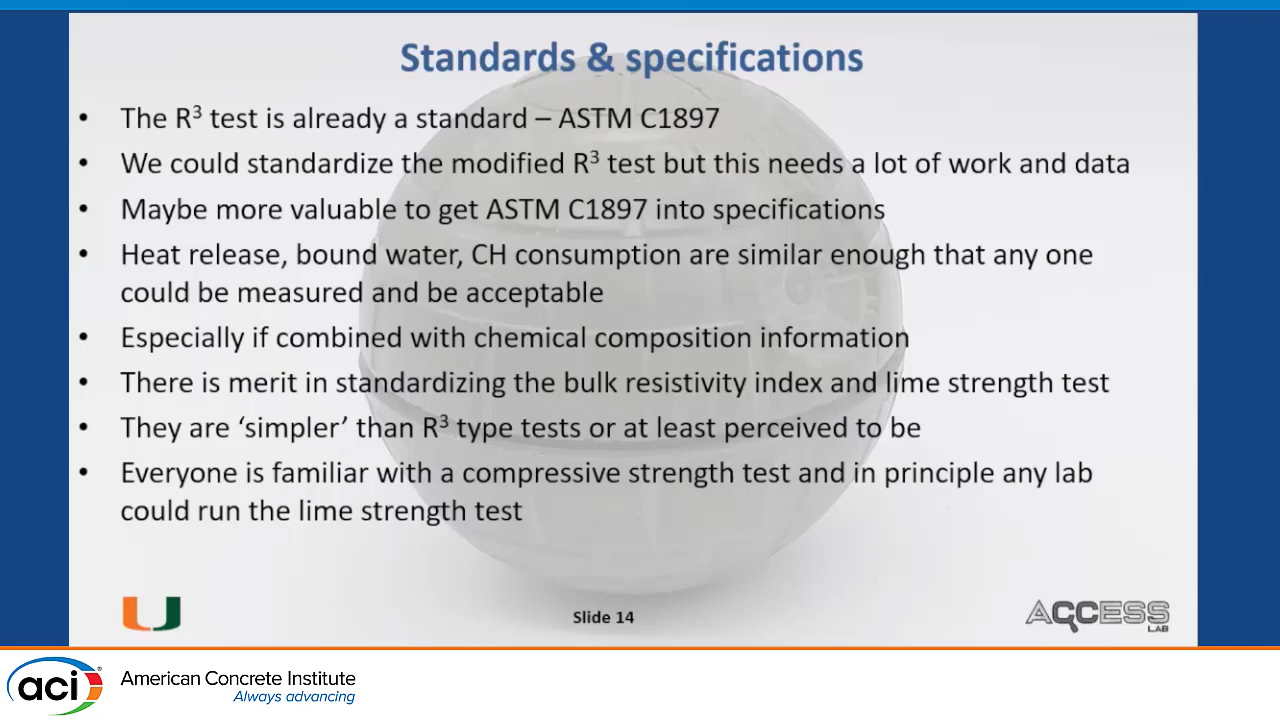 Standards & specifications
• The R³ test is already a standard – ASTM C1897
• We could standardize the modified R³ test but this needs a lot of work and data
• Maybe more valuable to get ASTM C1897 into specifications
• Heat release, bound water, CH consumption are similar enough that any one
could be measured and be acceptable
• Especially if combined with chemical composition information
• There is merit in standardizing the bulk resistivity index and lime strength test
• They are ‘simpler’ than R³ type tests or at least perceived to be
• Everyone is familiar with a compressive strength test and in principle any lab
could run the lime strength test
U
Slide 14
ACCESS
LAB
aci®
American Concrete Institute
Always advancing